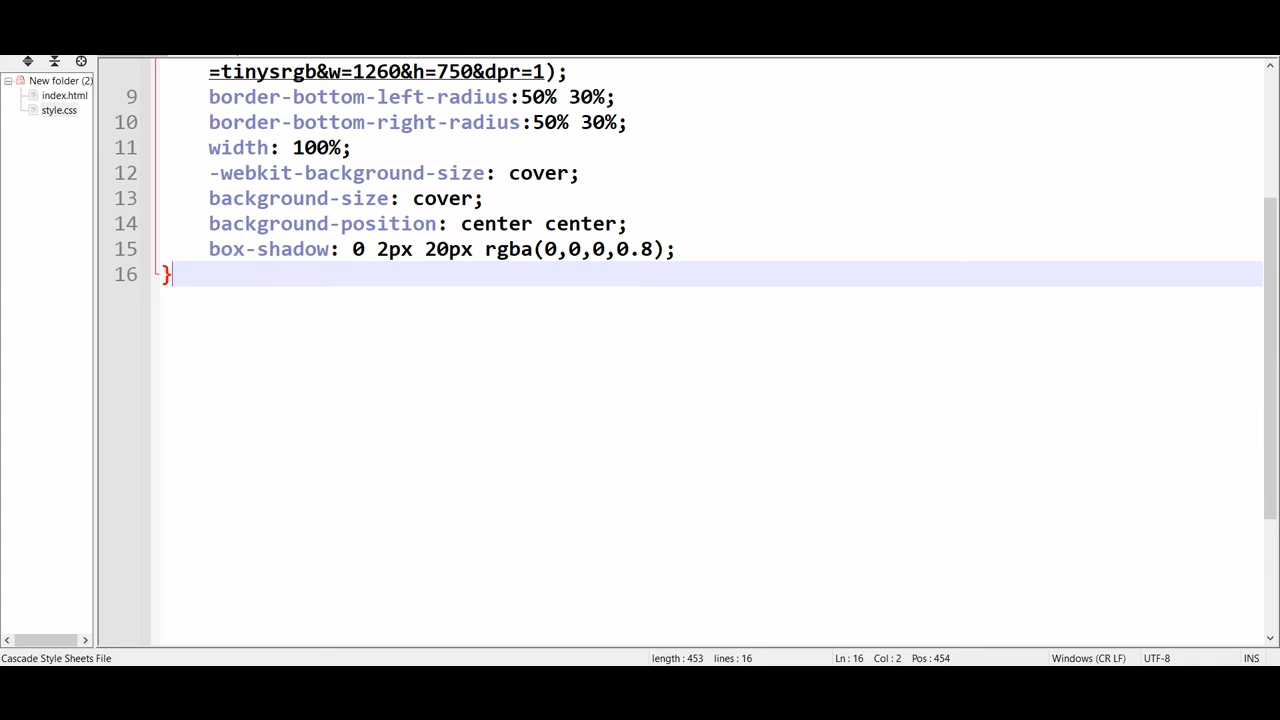 New folder (2)
index.html
style.css
=tinysrgb&w=1260&h=750&dpr=1);
9 border-bottom-left-radius:50% 30%;
10 border-bottom-right-radius:50% 30%;
11 width: 100%;
12 -webkit-background-size: cover;
13 background-size: cover;
14 background-position: center center;
15 box-shadow: 0 2px 20px rgba(0,0,0,0.8);
16 }
Cascade Style Sheets File length : 453 lines : 16 Ln : 16 Col : 2 Pos : 454 Windows (CR LF) UTF-8 INS